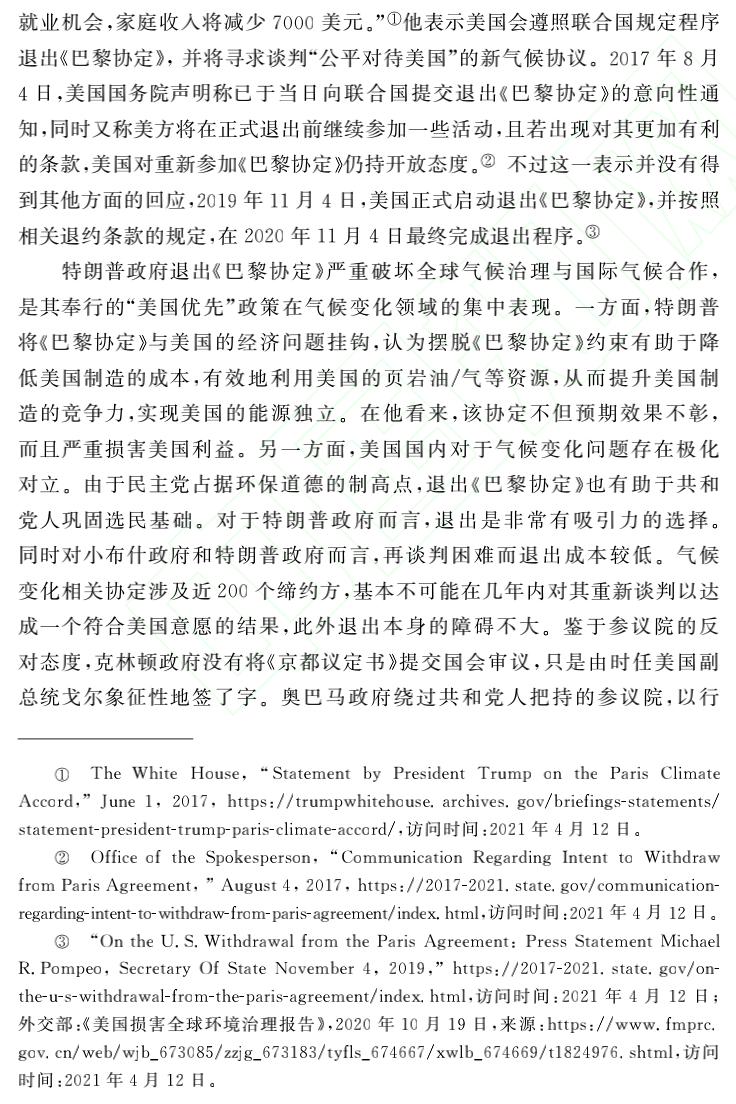 就业机会,家庭收入将减少 7000 美元。”①他表示美国会遵照联合国规定程序
退出《巴黎协定》, 并将寻求谈判“公平对待美国”的新气候协议。2017 年 8 月
4 日,美国国务院声明称已于当日向联合国提交退出《巴黎协定》的意向性通
知,同时又称美方将在正式退出前继续参加一些活动,且若出现对其更加有利
的条款,美国对重新参加《巴黎协定》仍持开放态度。② 不过这一表示并没有得
到其他方面的回应,2019 年 11 月 4 日,美国正式启动退出《巴黎协定》,并按照
相关退约条款的规定,在 2020 年 11 月 4 日最终完成退出程序。③
特朗普政府退出《巴黎协定》严重破坏全球气候治理与国际气候合作,
是其奉行的“美国优先”政策在气候变化领域的集中表现。一方面,特朗普
将《巴黎协定》与美国的经济问题挂钩,认为摆脱《巴黎协定》约束有助于降
低美国制造的成本,有效地利用美国的页岩油/气等资源,从而提升美国制
造的竞争力,实现美国的能源独立。在他看来,该协定不但预期效果不彰,
而且严重损害美国利益。另一方面,美国国内对于气候变化问题存在极化
对立。由于民主党占据环保道德的制高点,退出《巴黎协定》也有助于共和
党人巩固选民基础。对于特朗普政府而言,退出是非常有吸引力的选择。
同时对小布什政府和特朗普政府而言,再谈判困难而退出成本较低。气候
变化相关协定涉及近 200 个缔约方,基本不可能在几年内对其重新谈判以达
成一个符合美国意愿的结果,此外退出本身的障碍不大。鉴于参议院的反
对态度,克林顿政府没有将《京都议定书》提交国会审议,只是由时任美国副
总统戈尔象征性地签了字。奥巴马政府绕过共和党人把持的参议院,以行
① The White House, “Statement by President Trump on the Paris Climate
Accord,” June 1, 2017, https://trumpwhitehouse. archives. gov/briefings-statements/
statement-president-trump-paris-climate-accord/,访问时间:2021 年 4 月 12 日。
② Office of the Spokesperson, “Communication Regarding Intent to Withdraw
from Paris Agreement, ” August 4, 2017, https://2017-2021. state. gov/communication-
regarding-intent-to-withdraw-from-paris-agreement/index. html,访问时间:2021 年 4 月 12 日。
③ “On the U. S. Withdrawal from the Paris Agreement: Press Statement Michael
R. Pompeo, Secretary Of State November 4, 2019,” https://2017-2021. state. gov/on-
the-u-s-withdrawal-from-the-paris-agreement/index. html,访问时间:2021 年 4 月 12 日;
外交部:《美国损害全球环境治理报告》,2020 年 10 月 19 日,来源:https://www. fmprc.
gov. cn/web/wjb_673085/zzjg_673183/tyfls_674667/xwlb_674669/t1824976. shtml,访问
时间:2021 年 4 月 12 日。